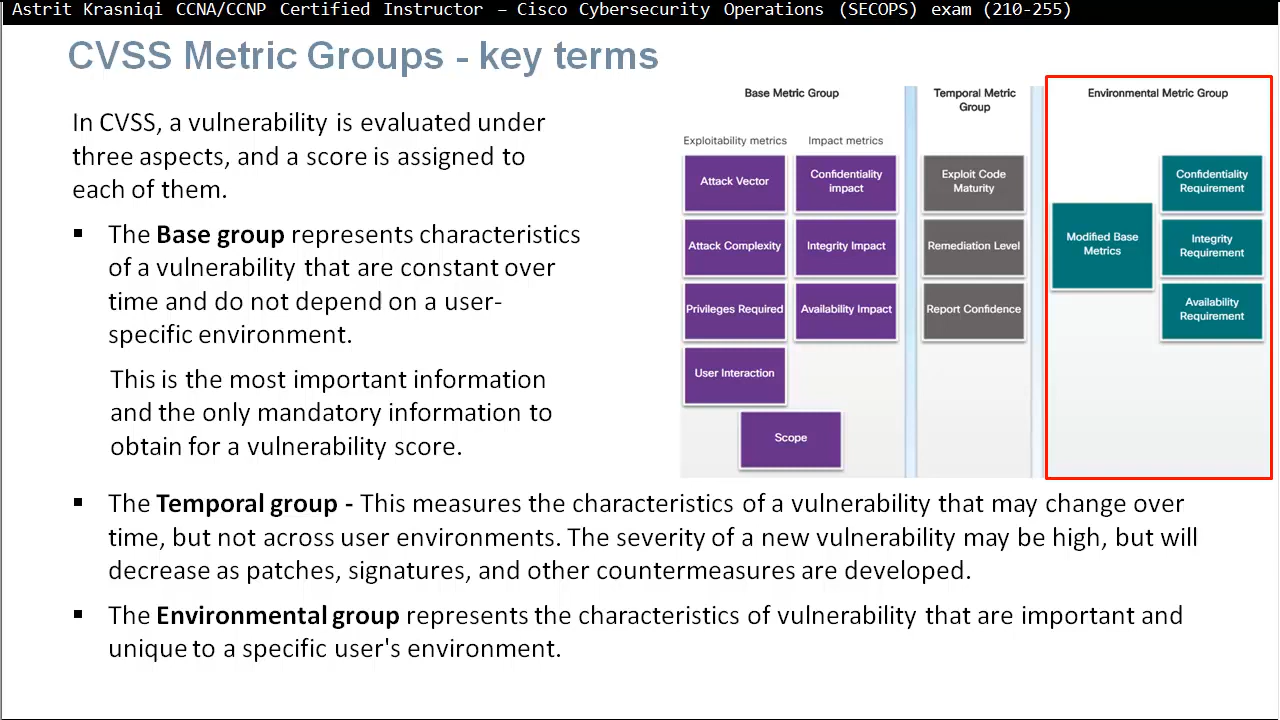 Astrit Krasniqi CCNA/CCNP Certified Instructor – Cisco Cybersecurity Operations (SECOPS) exam (210-255)
CVSS Metric Groups - key terms
In CVSS, a vulnerability is evaluated under
three aspects, and a score is assigned to
each of them.
▪ The Base group represents characteristics
of a vulnerability that are constant over
time and do not depend on a user-
specific environment.
This is the most important information
and the only mandatory information to
obtain for a vulnerability score.
Base Metric Group
Exploitability metrics
Attack Vector
Attack Complexity
Privileges Required
User Interaction
Impact metrics
Confidentiality
impact
Integrity Impact
Availability Impact
Scope
Temporal Metric
Group
Exploit Code
Maturity
Remediation Level
Report Confidence
Environmental Metric Group
Modified Base
Metrics
Confidentiality
Requirement
Integrity
Requirement
Availability
Requirement
▪ The Temporal group - This measures the characteristics of a vulnerability that may change over
time, but not across user environments. The severity of a new vulnerability may be high, but will
decrease as patches, signatures, and other countermeasures are developed.
▪ The Environmental group represents the characteristics of vulnerability that are important and
unique to a specific user's environment.